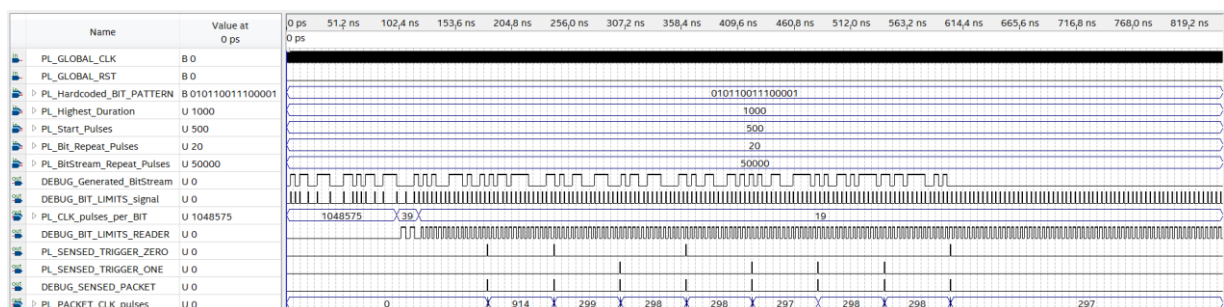 Name Value at 0 ps 0 ps 51,2 ns 102,4 ns 153,6 ns 204,8 ns 256,0 ns 307,2 ns 358,4 ns 409,6 ns 460,8 ns 512,0 ns 563,2 ns 614,4 ns 665,6 ns 716,8 ns 768,0 ns 819,2 ns
0 ps
PL_GLOBAL_CLK B 0
PL_GLOBAL_RST B 0
PL_Hardcoded_BIT_PATTERN B 010110011100001 010110011100001
PL_Highest_Duration U 1000 1000
PL_Start_Pulses U 500 500
PL_Bit_Repeat_Pulses U 20 20
PL_BitStream_Repeat_Pulses U 50000 50000
DEBUG_Generated_BitStream U 0
DEBUG_BIT_LIMITS_signal U 0
PL_CLK_pulses_per_BIT U 1048575 1048575 39 19
DEBUG_BIT_LIMITS_READER U 0
PL_SENSED_TRIGGER_ZERO U 0
PL_SENSED_TRIGGER_ONE U 0
DEBUG_SENSED_PACKET U 0
PL_PACKET_CLK_pulses U 0 0 914 299 298 298 297 298 298 297